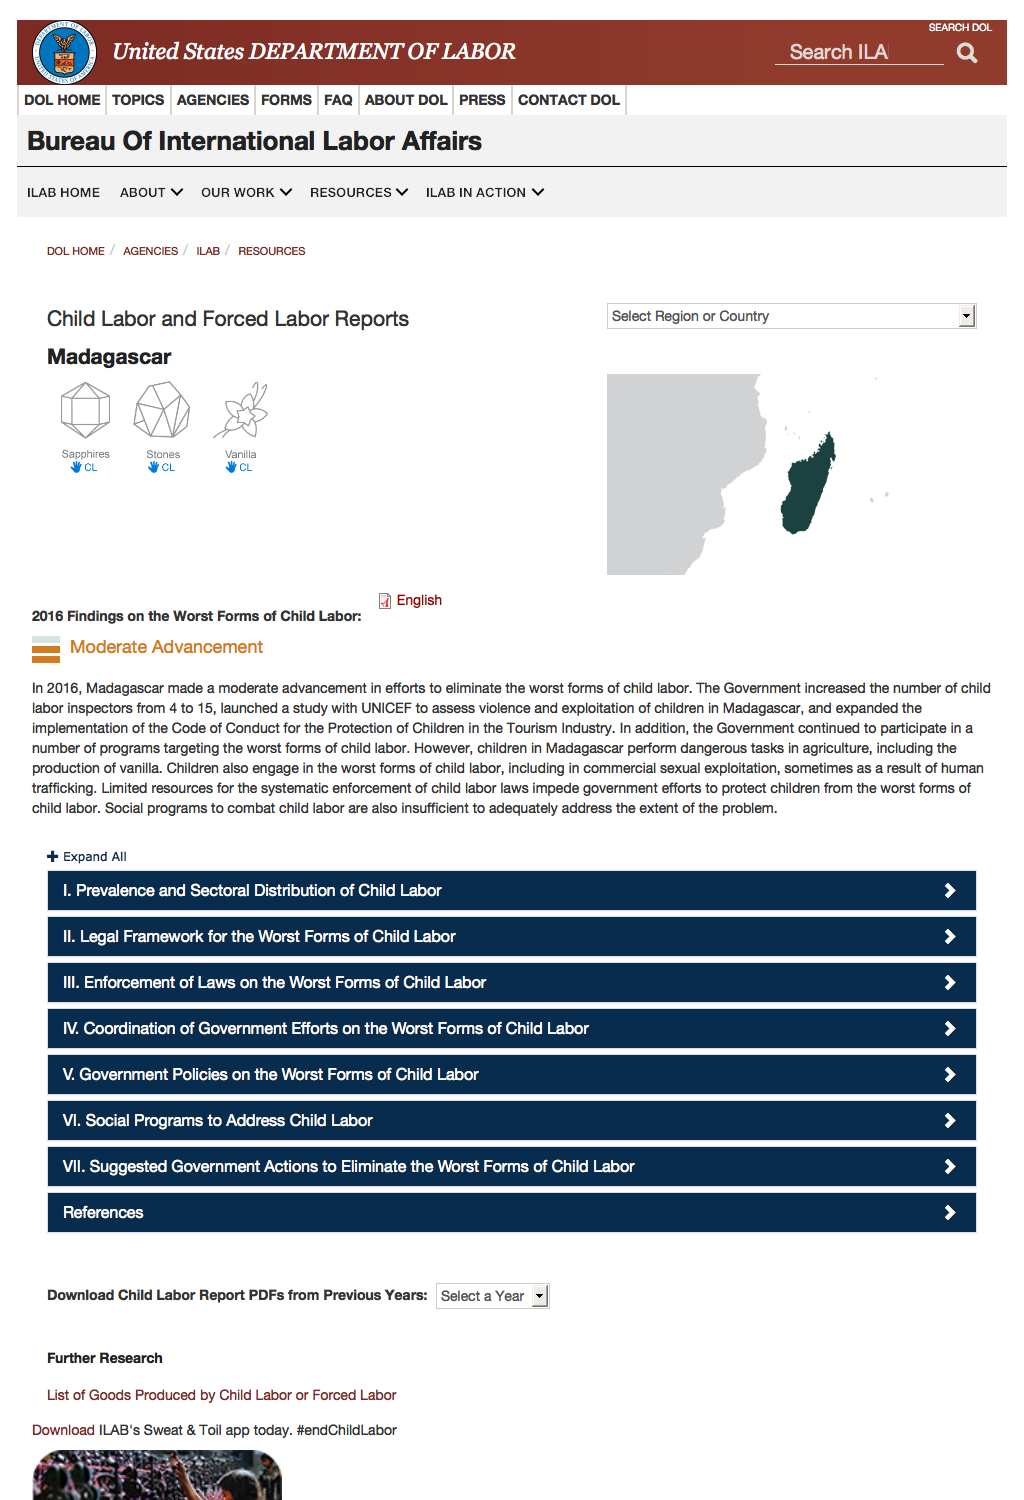 SEARCH DOL
United States DEPARTMENT OF LABOR
Search ILA
DOL HOME TOPICS AGENCIES FORMS FAQ ABOUT DOL PRESS CONTACT DOL
Bureau Of International Labor Affairs
ILAB HOME ABOUT OUR WORK RESOURCES ILAB IN ACTION
DOL HOME / AGENCIES / ILAB / RESOURCES
Child Labor and Forced Labor Reports
Select Region or Country
Madagascar
Sapphires Stones Vanilla
CL CL CL
English
2016 Findings on the Worst Forms of Child Labor:
Moderate Advancement
In 2016, Madagascar made a moderate advancement in efforts to eliminate the worst forms of child labor. The Government increased the number of child
labor inspectors from 4 to 15, launched a study with UNICEF to assess violence and exploitation of children in Madagascar, and expanded the
implementation of the Code of Conduct for the Protection of Children in the Tourism Industry. In addition, the Government continued to participate in a
number of programs targeting the worst forms of child labor. However, children in Madagascar perform dangerous tasks in agriculture, including the
production of vanilla. Children also engage in the worst forms of child labor, including in commercial sexual exploitation, sometimes as a result of human
trafficking. Limited resources for the systematic enforcement of child labor laws impede government efforts to protect children from the worst forms of
child labor. Social programs to combat child labor are also insufficient to adequately address the extent of the problem.
Expand All
I. Prevalence and Sectoral Distribution of Child Labor
II. Legal Framework for the Worst Forms of Child Labor
III. Enforcement of Laws on the Worst Forms of Child Labor
IV. Coordination of Government Efforts on the Worst Forms of Child Labor
V. Government Policies on the Worst Forms of Child Labor
VI. Social Programs to Address Child Labor
VII. Suggested Government Actions to Eliminate the Worst Forms of Child Labor
References
Download Child Labor Report PDFs from Previous Years: Select a Year
Further Research
List of Goods Produced by Child Labor or Forced Labor
Download ILAB's Sweat & Toil app today. #endChildLabor